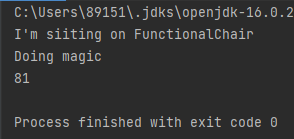 C:\Users\89151\.jdks\openjdk-16.0.2
I'm siiting on FunctionalChair
Doing magic
81
Process finished with exit code 0